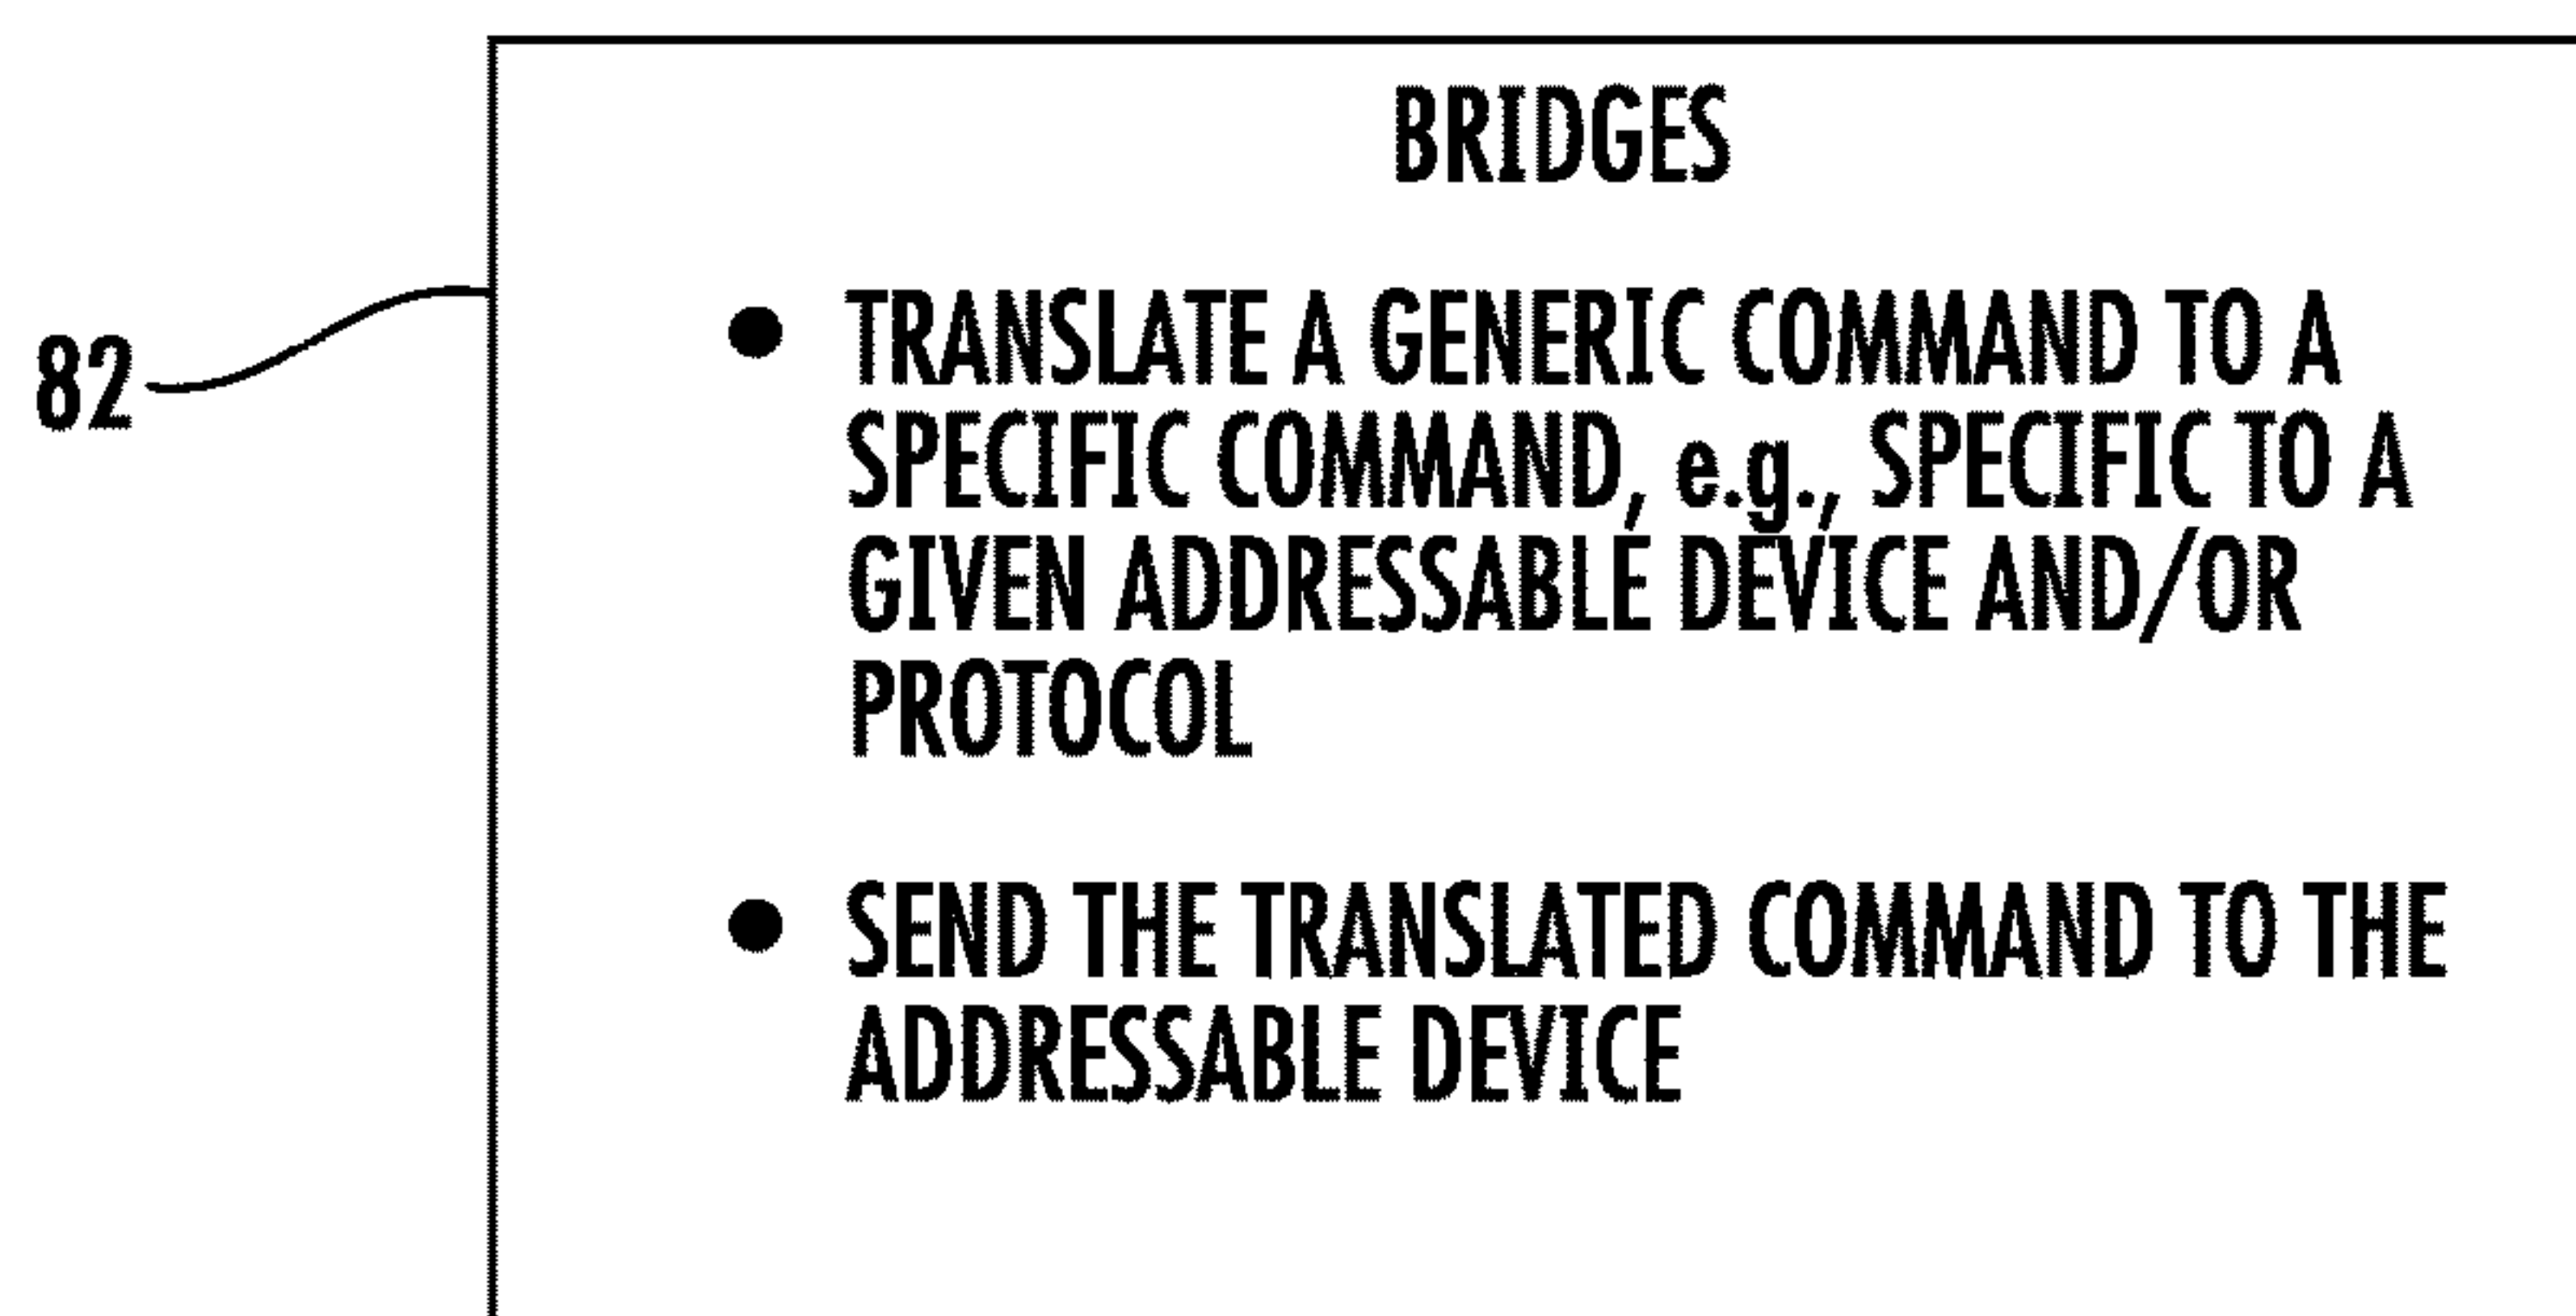 BRIDGES
● TRANSLATE A GENERIC COMMAND TO A
SPECIFIC COMMAND, e.g., SPECIFIC TO A
GIVEN ADDRESSABLE DEVICE AND/OR
PROTOCOL
82
● SEND THE TRANSLATED COMMAND TO THE
ADDRESSABLE DEVICE